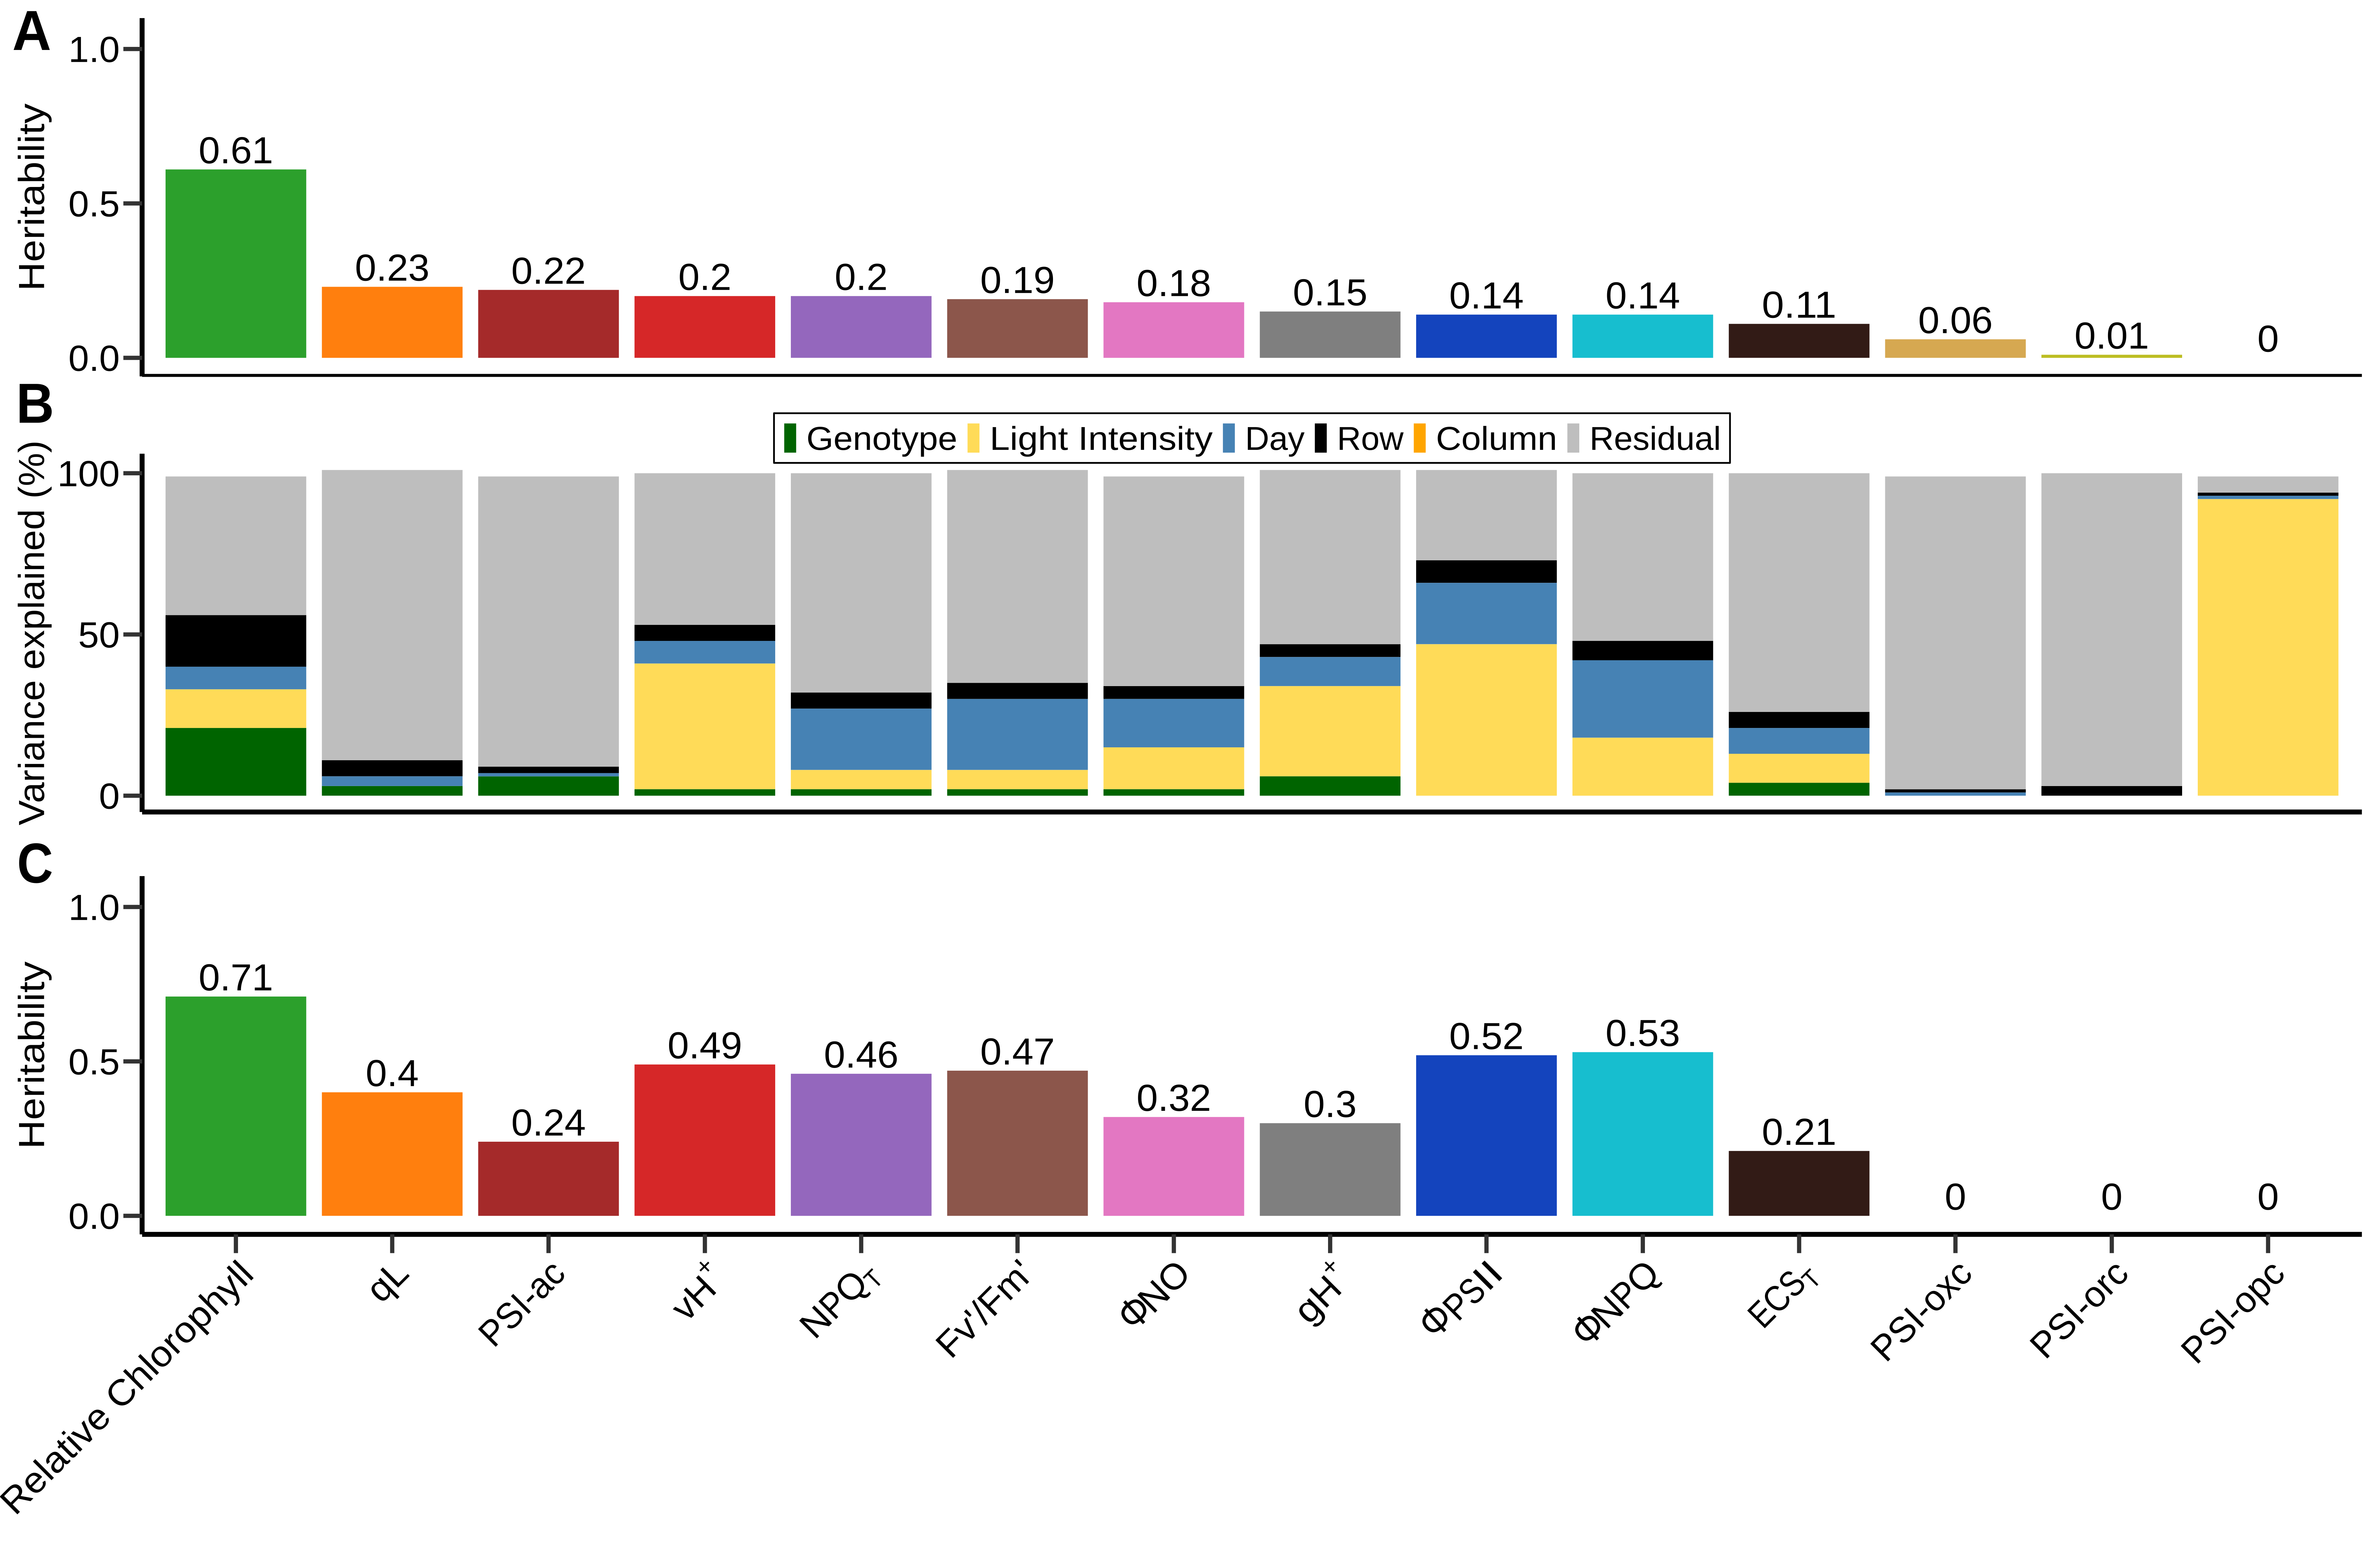 A
Heritability
1.0
0.5
0.0
0.61
0.23
0.22
0.2
0.2
0.19
0.18
0.15
0.14
0.14
0.11
0.06
0.01
0
B
Variance explained (%)
100
50
0
Genotype Light Intensity Day Row Column Residual
C
Heritability
1.0
0.5
0.0
0.71
0.4
0.24
0.49
0.46
0.47
0.32
0.3
0.52
0.53
0.21
0
0
0
Relative Chlorophyll
qL
PSI-ac
vH⁺
NPQT
Fv'/Fm'
ΦNO
gH⁺
ΦPSII
ΦNPQ
ECST
PSI-oxc
PSI-orc
PSI-opc